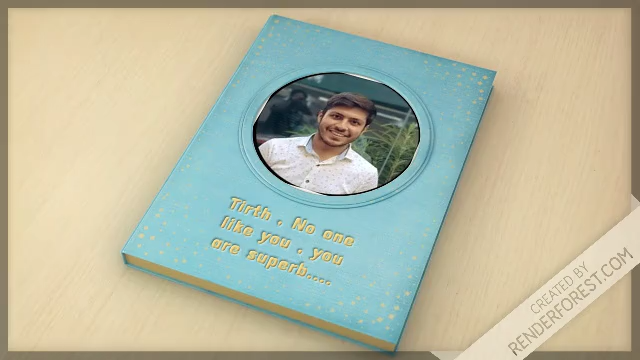 Tirth . No one
like you . you
are superb....
CREATED BY
RENDERFOREST.COM